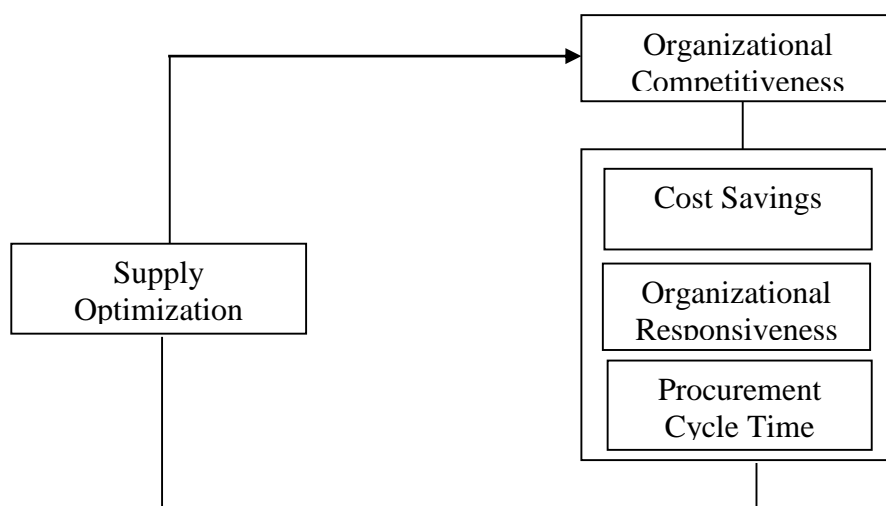 Organizational
Competitiveness
Cost Savings
Supply
Optimization
Organizational
Responsiveness
Procurement
Cycle Time